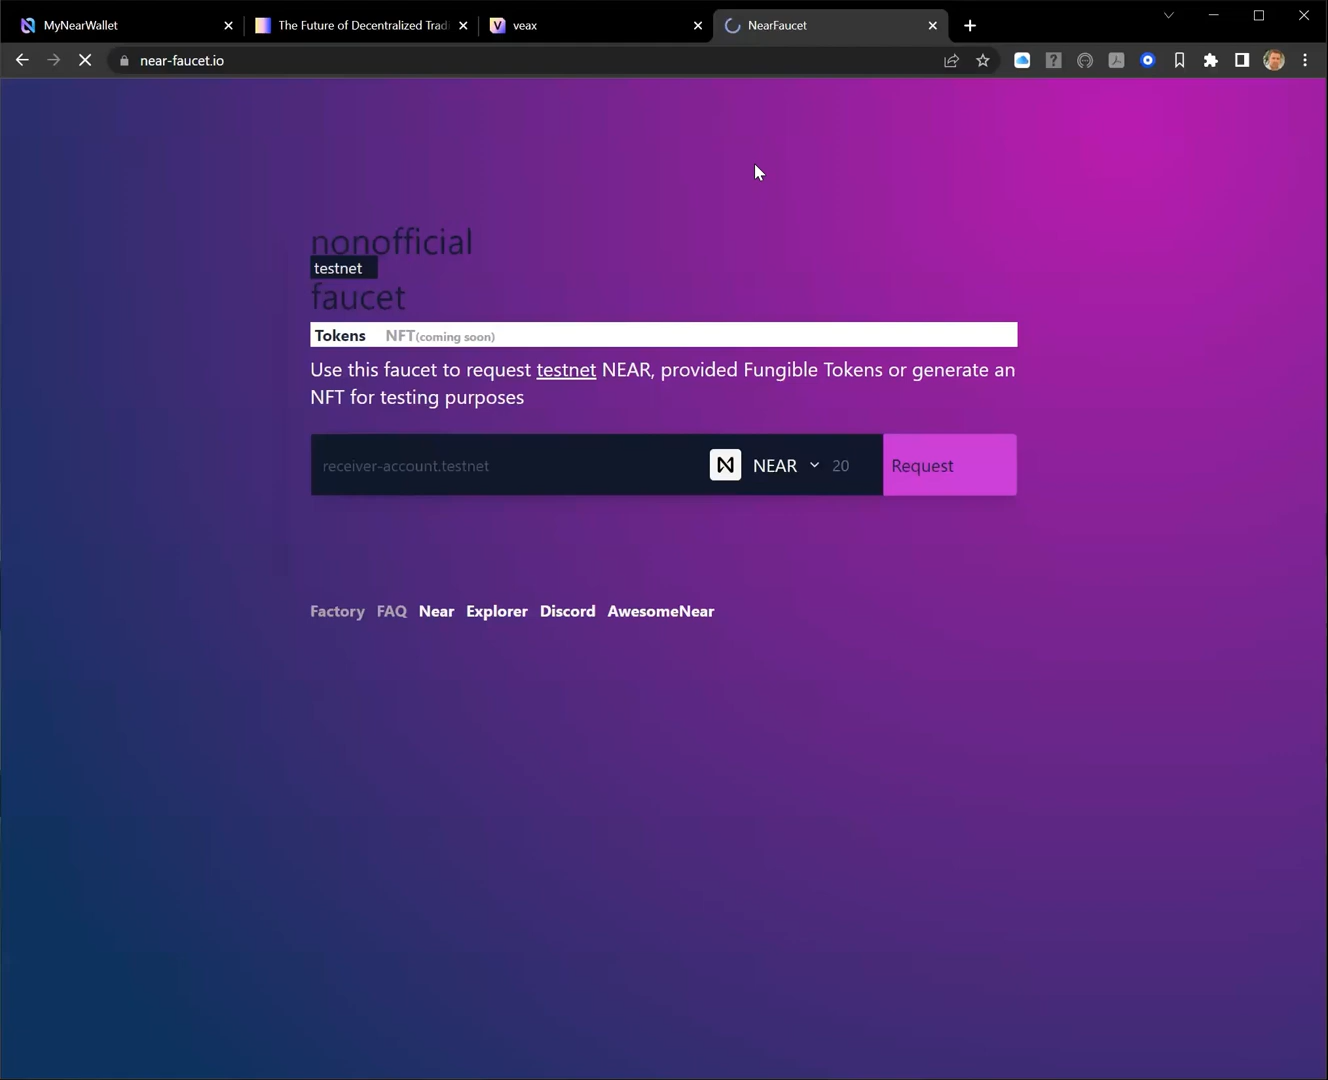 MyNearWallet
The Future of Decentralized Trad
veax
NearFaucet
near-faucet.io
nonofficial
testnet
faucet
Tokens NFT(coming soon)
Use this faucet to request testnet NEAR, provided Fungible Tokens or generate an
NFT for testing purposes
receiver-account.testnet NEAR 20 Request
Factory FAQ Near Explorer Discord AwesomeNear